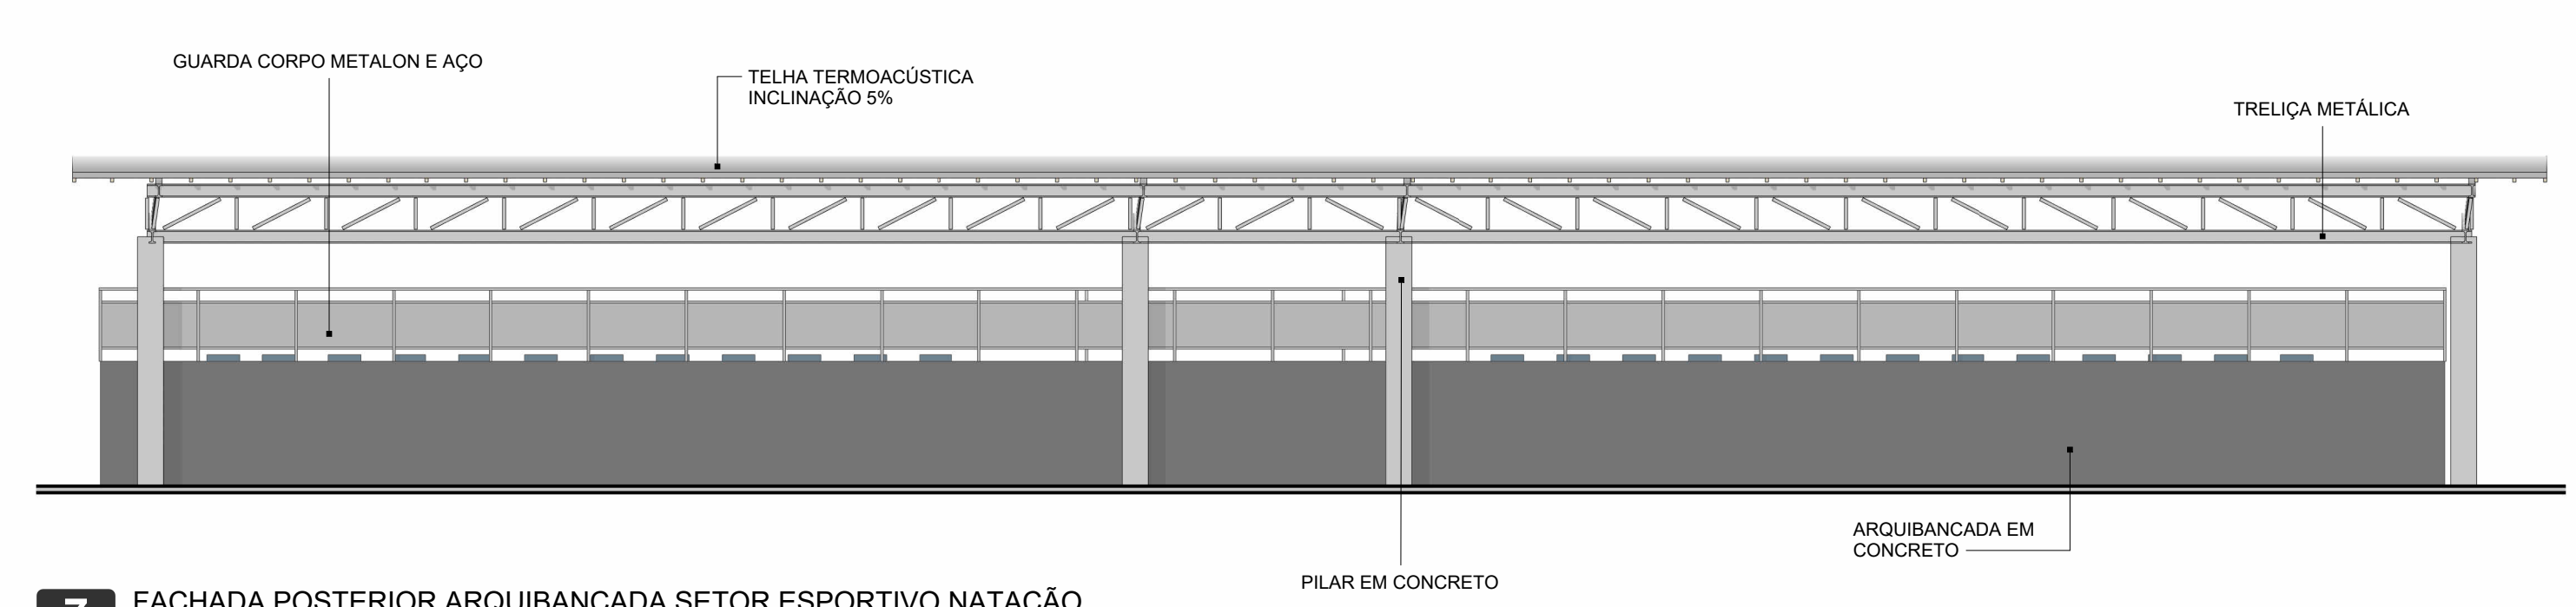 GUARDA CORPO METALON E AÇO
TELHA TERMOACÚSTICA
INCLINAÇÃO 5%
TRELIÇA METÁLICA
ARQUIBANCADA EM
CONCRETO
PILAR EM CONCRETO
FACHADA POSTERIOR ARQUIBANCADA SETOR ESPORTIVO NATAÇÃO